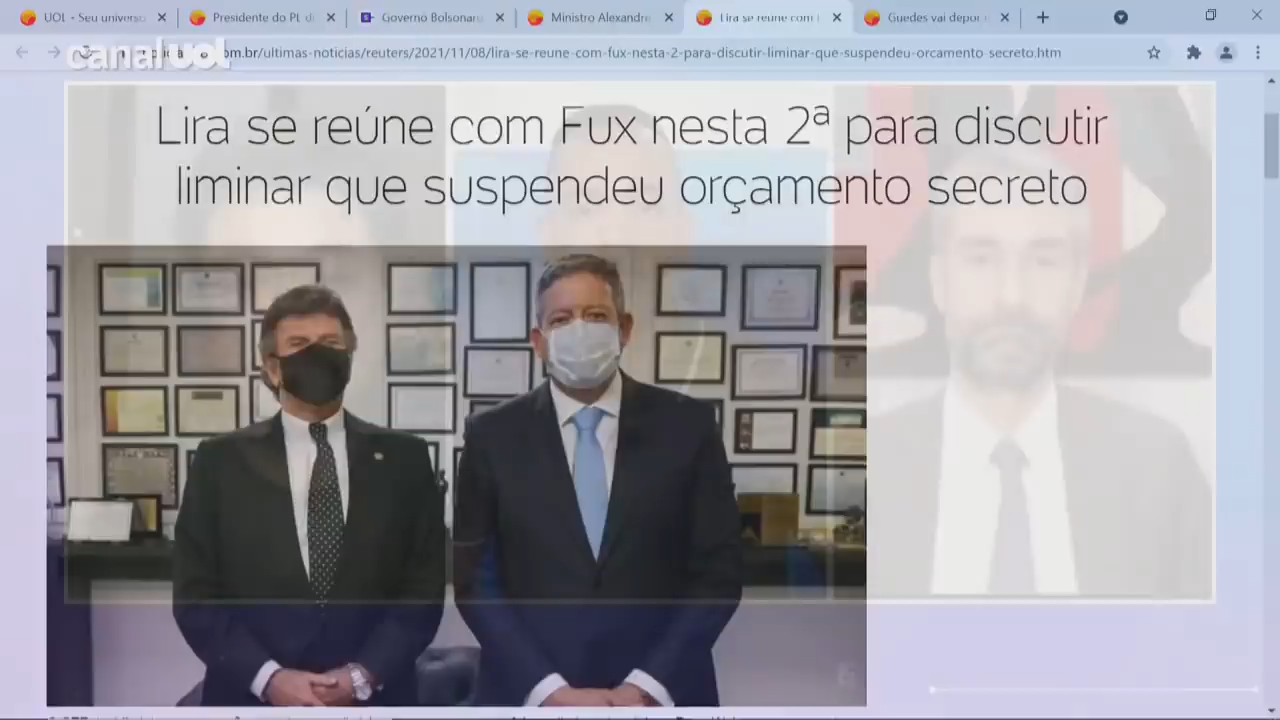 UOL - Seu universo
Presidente do PL di
Governo Bolsonaro
Ministro Alexandre
Lira se reúne com
Guedes vai depor
canal UOL
.com.br/ultimas-noticias/reuters/2021/11/08/lira-se-reune-com-fux-nesta-2-para-discutir-liminar-que-suspendeu-orcamento-secreto.htm
Lira se reúne com Fux nesta 2ª para discutir
liminar que suspendeu orçamento secreto